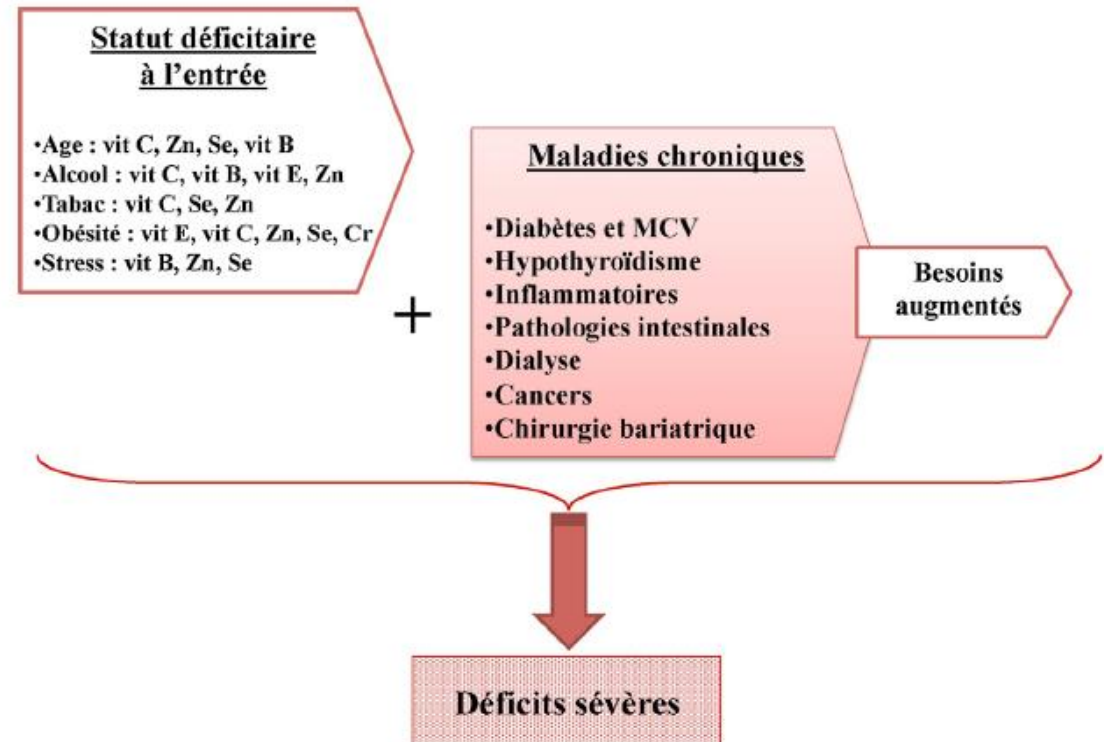 Statut déficitaire
à l'entrée
•Age : vit C, Zn, Se, vit B
•Alcool : vit C, vit B, vit E, Zn
•Tabac : vit C, Se, Zn
•Obésité : vit E, vit C, Zn, Se, Cr
•Stress : vit B, Zn, Se
+
Maladies chroniques
•Diabètes et MCV
•Hypothyroïdisme
•Inflammatoires
•Pathologies intestinales
•Dialyse
•Cancers
•Chirurgie bariatrique
Besoins
augmentés
Déficits sévères